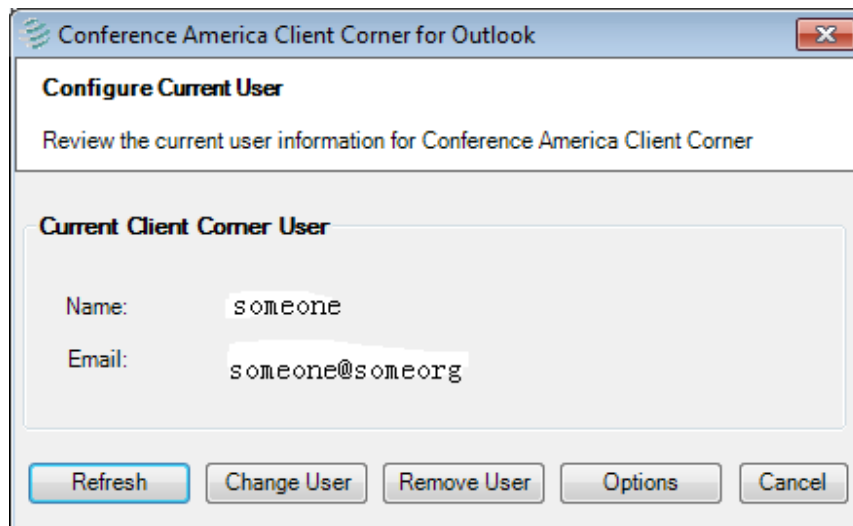 Conference America Client Corner for Outlook
Configure Current User
Review the current user information for Conference America Client Corner
Current Client Corner User
Name: someone
Email: someone@someorg
Refresh Change User Remove User Options Cancel